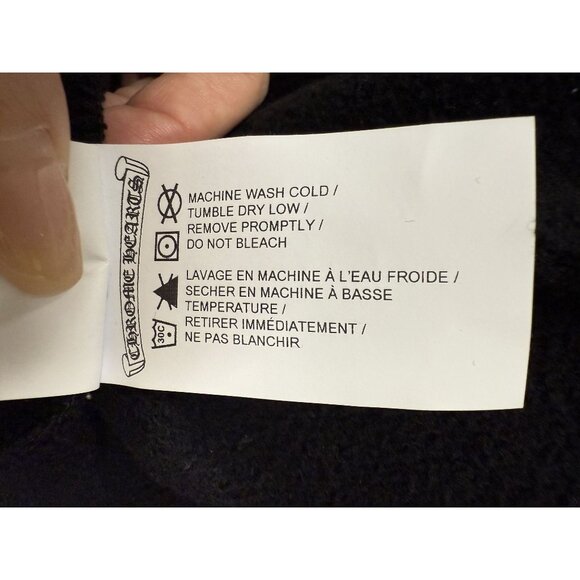 CHROME HEARTS
MACHINE WASH COLD /
TUMBLE DRY LOW /
REMOVE PROMPTLY /
DO NOT BLEACH
LAVAGE EN MACHINE À L'EAU FROIDE /
SECHER EN MACHINE À BASSE
TEMPERATURE /
RETIRER IMMÉDIATEMENT /
NE PAS BLANCHIR
30C